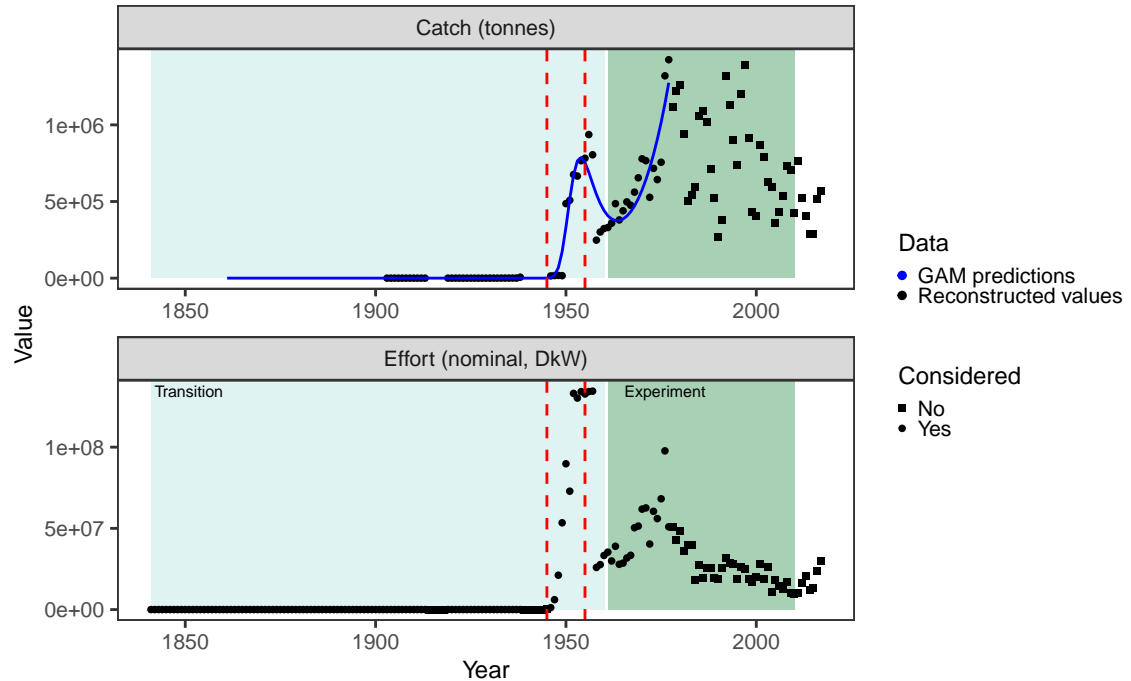 Catch (tonnes)
1e+06
5e+05
0e+00
1850
1900
1950
2000
Effort (nominal, DkW)
Transition
Experiment
1e+08
5e+07
0e+00
1850
1900
1950
2000
Value
Year
Data
GAM predictions
Reconstructed values
Considered
No
Yes